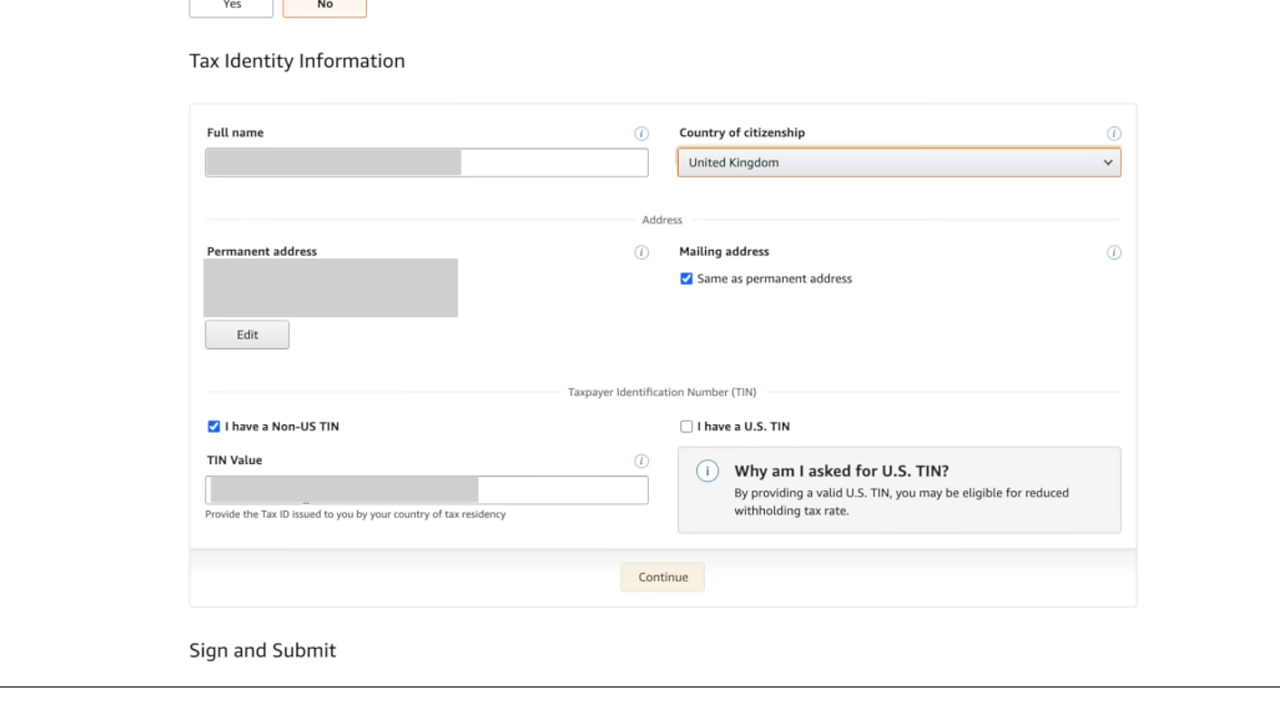 Yes No
Tax Identity Information
Full name
Country of citizenship
United Kingdom
Address
Permanent address
Mailing address
Same as permanent address
Edit
Taxpayer Identification Number (TIN)
I have a Non-US TIN
I have a U.S. TIN
TIN Value
Provide the Tax ID issued to you by your country of tax residency
Why am I asked for U.S. TIN?
By providing a valid U.S. TIN, you may be eligible for reduced
withholding tax rate.
Continue
Sign and Submit